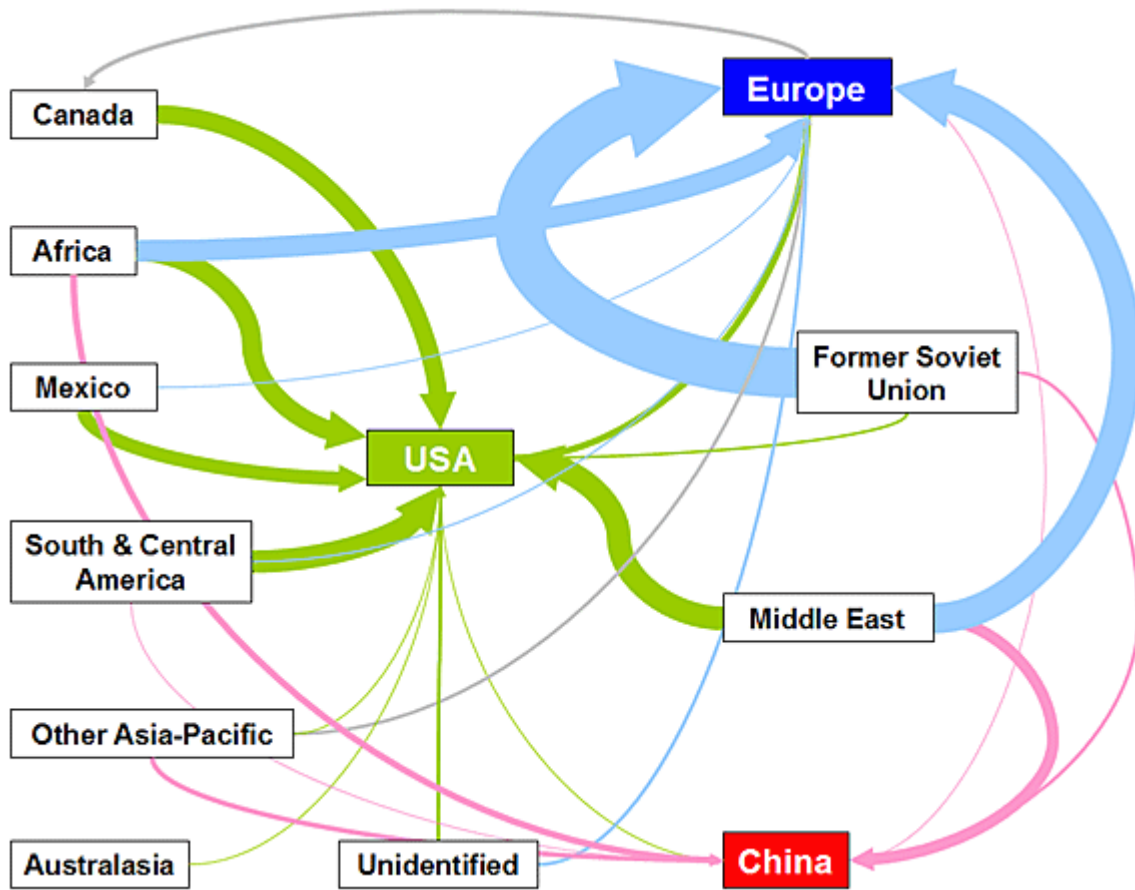 Europe
Canada
Africa
Former Soviet
Union
Mexico
USA
South & Central
America
Middle East
Other Asia-Pacific
Australasia
Unidentified
China